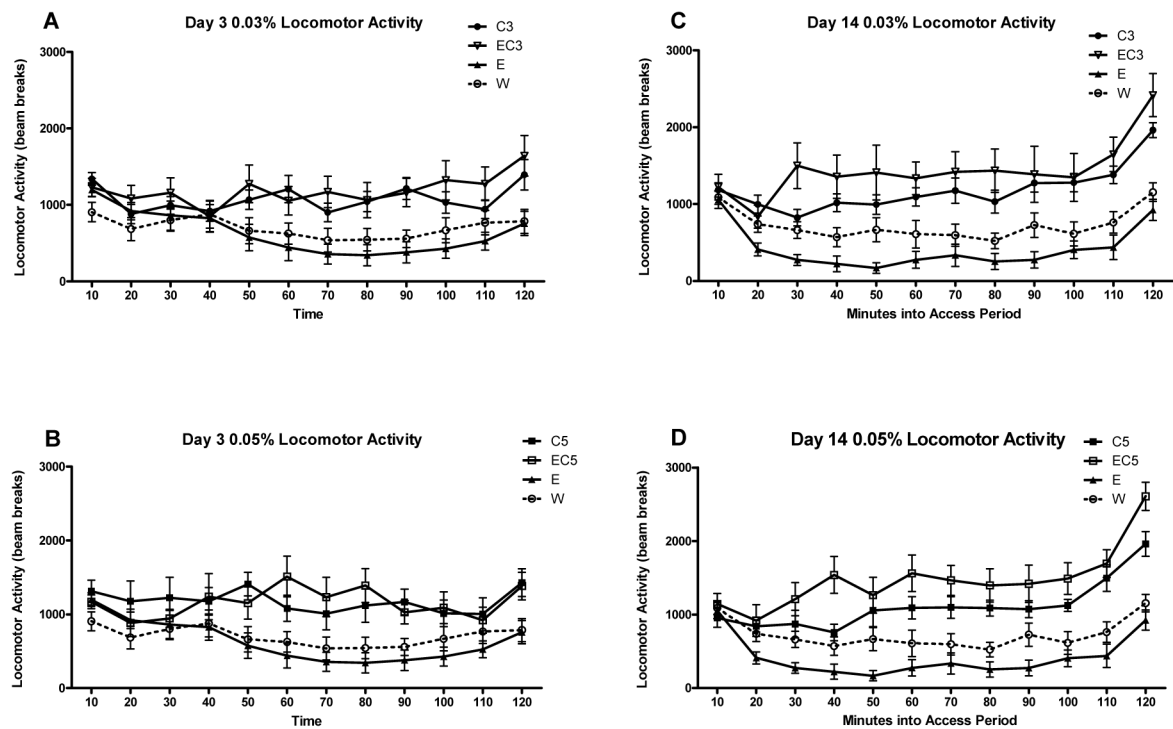 A
Day 3 0.03% Locomotor Activity
C3
EC3
E
W
Locomotor Activity (beam breaks)
3000
2000
1000
0
10 20 30 40 50 60 70 80 90 100 110 120
Time
C
Day 14 0.03% Locomotor Activity
C3
EC3
E
W
Locomotor Activity (beam breaks)
3000
2000
1000
0
10 20 30 40 50 60 70 80 90 100 110 120
Minutes into Access Period
B
Day 3 0.05% Locomotor Activity
C5
EC5
E
W
Locomotor Activity (beam breaks)
3000
2000
1000
0
10 20 30 40 50 60 70 80 90 100 110 120
Time
D
Day 14 0.05% Locomotor Activity
C5
EC5
E
W
Locomotor Activity (beam breaks)
3000
2000
1000
0
10 20 30 40 50 60 70 80 90 100 110 120
Minutes into Access Period